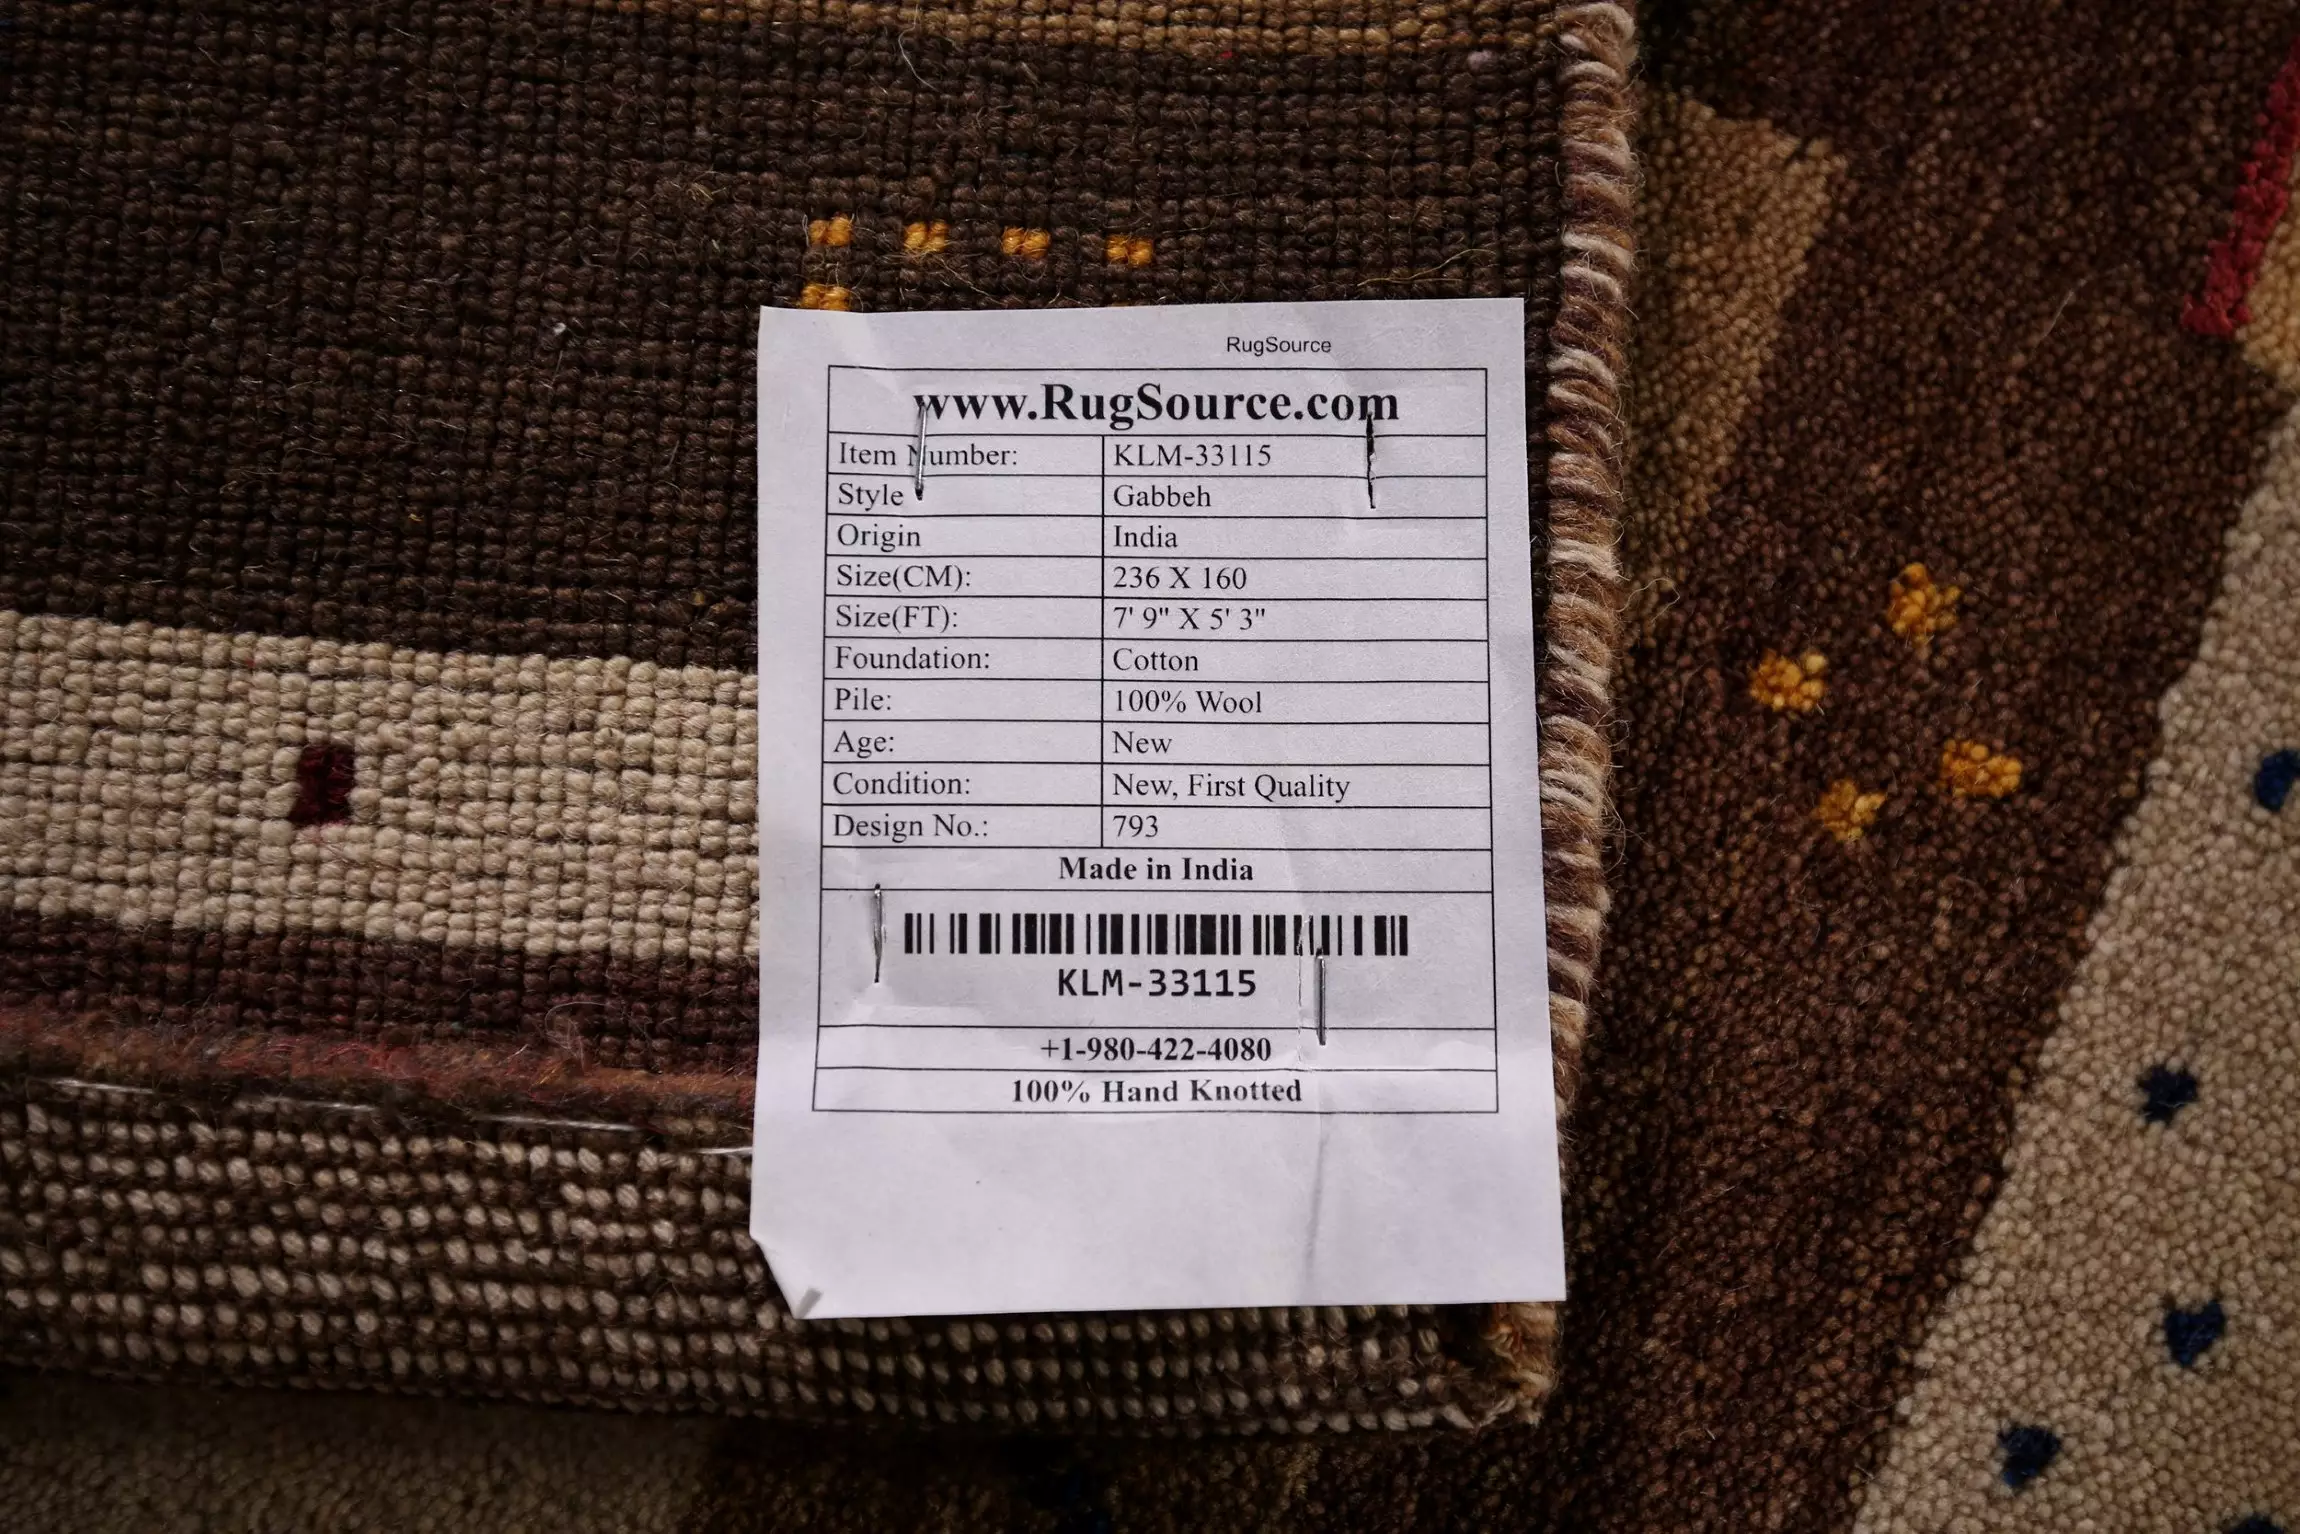 RugSource
www.RugSource.com
Item Number: KLM-33115
Style Gabbeh
Origin India
Size(CM): 236 X 160
Size(FT): 7' 9" X 5' 3"
Foundation: Cotton
Pile: 100% Wool
Age: New
Condition: New, First Quality
Design No.: 793
Made in India
KLM-33115
+1-980-422-4080
100% Hand Knotted